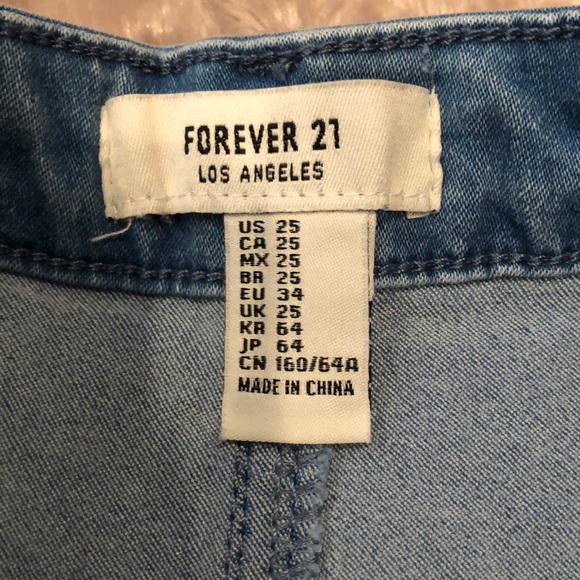 FOREVER 21
LOS ANGELES
US 25
CA 25
MX 25
BR 25
EU 34
UK 25
KR 64
JP 64
CN 160/64A
MADE IN CHINA